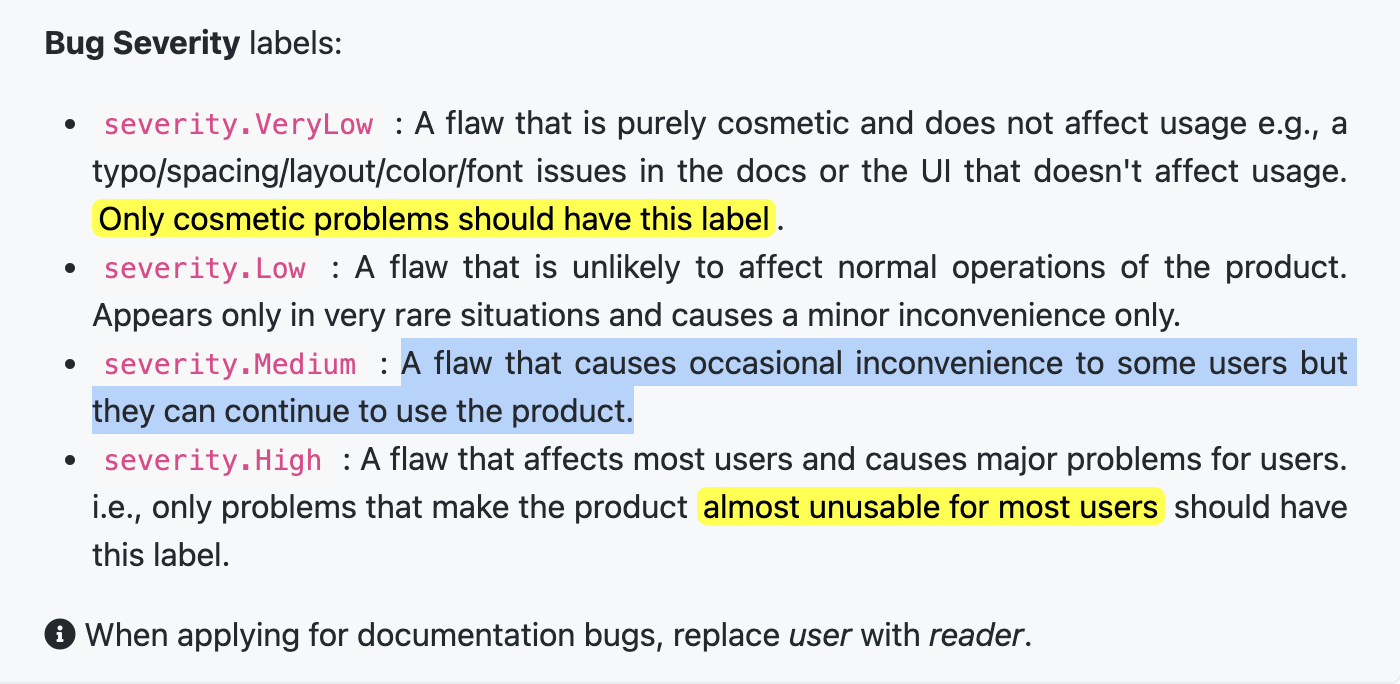 Bug Severity labels:
• severity.VeryLow : A flaw that is purely cosmetic and does not affect usage e.g., a
typo/spacing/layout/color/font issues in the docs or the UI that doesn't affect usage.
Only cosmetic problems should have this label.
• severity.Low : A flaw that is unlikely to affect normal operations of the product.
Appears only in very rare situations and causes a minor inconvenience only.
• severity.Medium : A flaw that causes occasional inconvenience to some users but
they can continue to use the product.
• severity.High : A flaw that affects most users and causes major problems for users.
i.e., only problems that make the product almost unusable for most users should have
this label.
When applying for documentation bugs, replace user with reader.